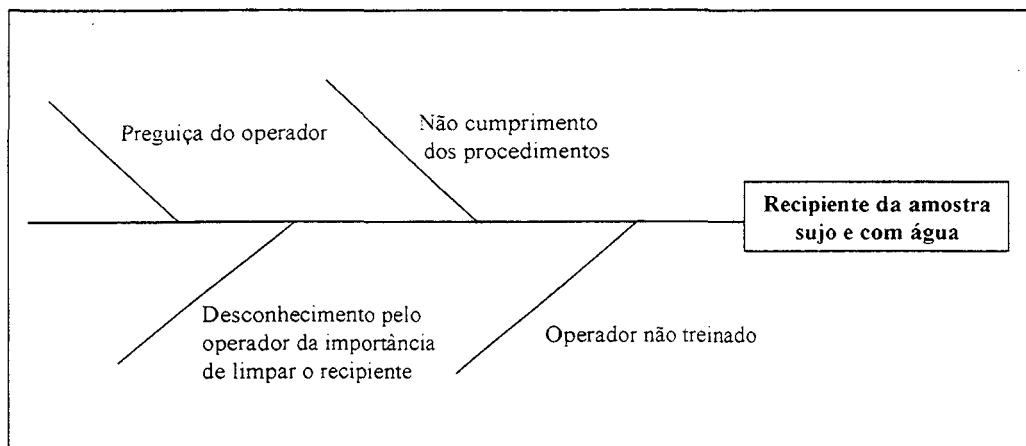 Preguiça do operador
Não cumprimento
dos procedimentos
Recipiente da amostra
sujo e com água
Desconhecimento pelo
operador da importância
de limpar o recipiente
Operador não treinado